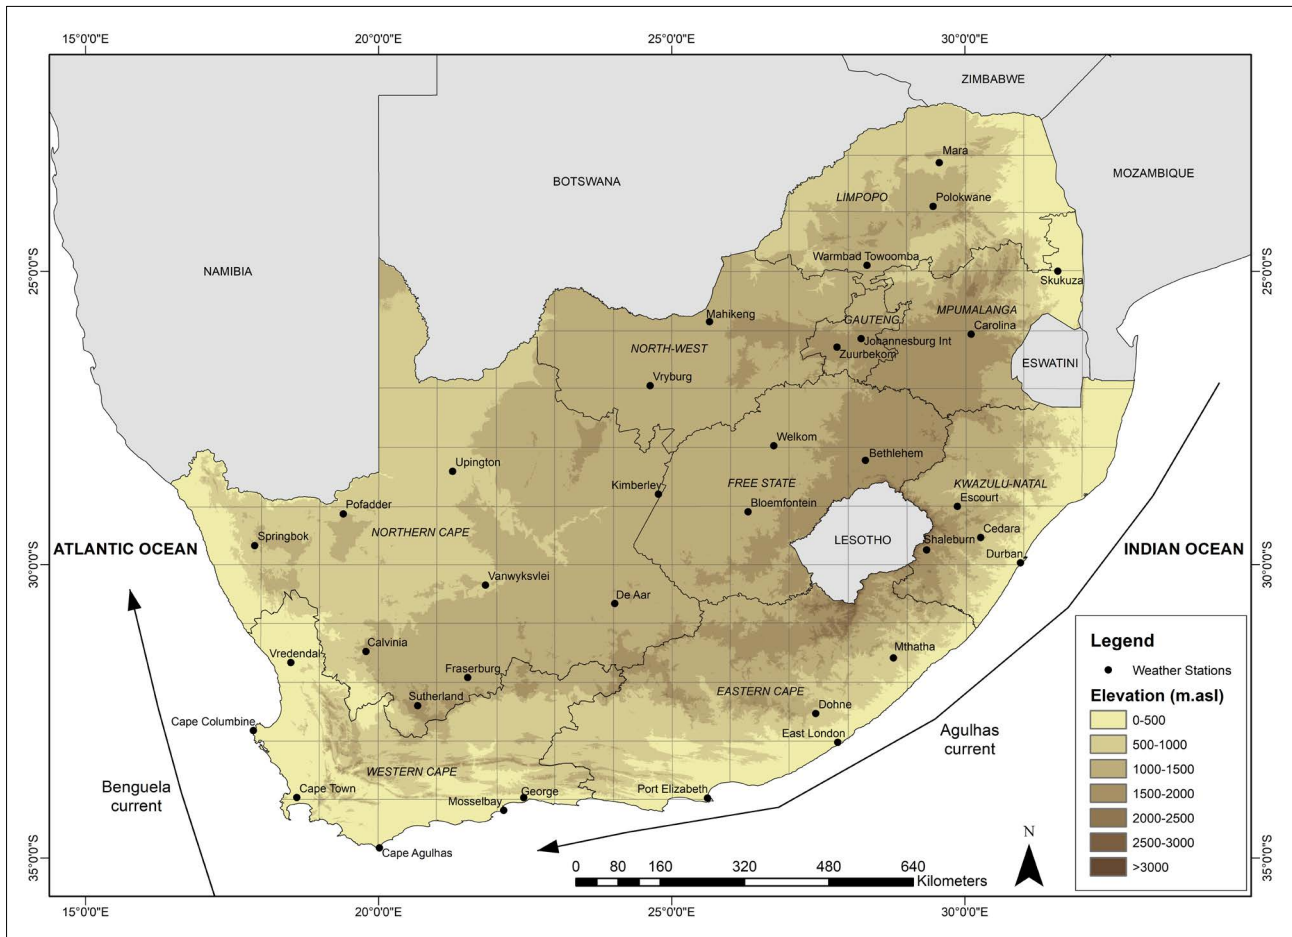 15°0'0"E 20°0'0"E 25°0'0"E 30°0'0"E
ZIMBABWE
Mara
BOTSWANA
MOZAMBIQUE
LIMPOPO
Polokwane
Warmbad Towoomba
25°0'0"S
NAMIBIA
25°0'0"S
Skukuza
Mahikeng
MPUMALANGA
GAUTENG
Carolina
Johannesburg Int
NORTH-WEST
Zuurbekom
ESWATINI
Vryburg
Welkom
Bethlehem
Upington
Kimberley
FREE STATE
KWAZULU-NATAL
Escourt
Pofadder
Bloemfontein
NORTHERN CAPE
Springbok
Cedara
Shaleburn
LESOTHO
ATLANTIC OCEAN
INDIAN OCEAN
Durban
30°0'0"S
30°0'0"S
Vanwyksvlei
De Aar
Calvinia
Mthatha
Vredendal
Fraserburg
Sutherland
EASTERN CAPE
Dohne
Cape Columbine
East London
Agulhas
current
WESTERN CAPE
Benguela
current
Cape Town
George
Port Elizabeth
Mosselbay
Cape Agulhas
35°0'0"S
35°0'0"S
Legend
Weather Stations
Elevation (m.asl)
0-500
500-1000
1000-1500
1500-2000
2000-2500
2500-3000
>3000
N
0 80 160 320 480 640
Kilometers
15°0'0"E 20°0'0"E 25°0'0"E 30°0'0"E